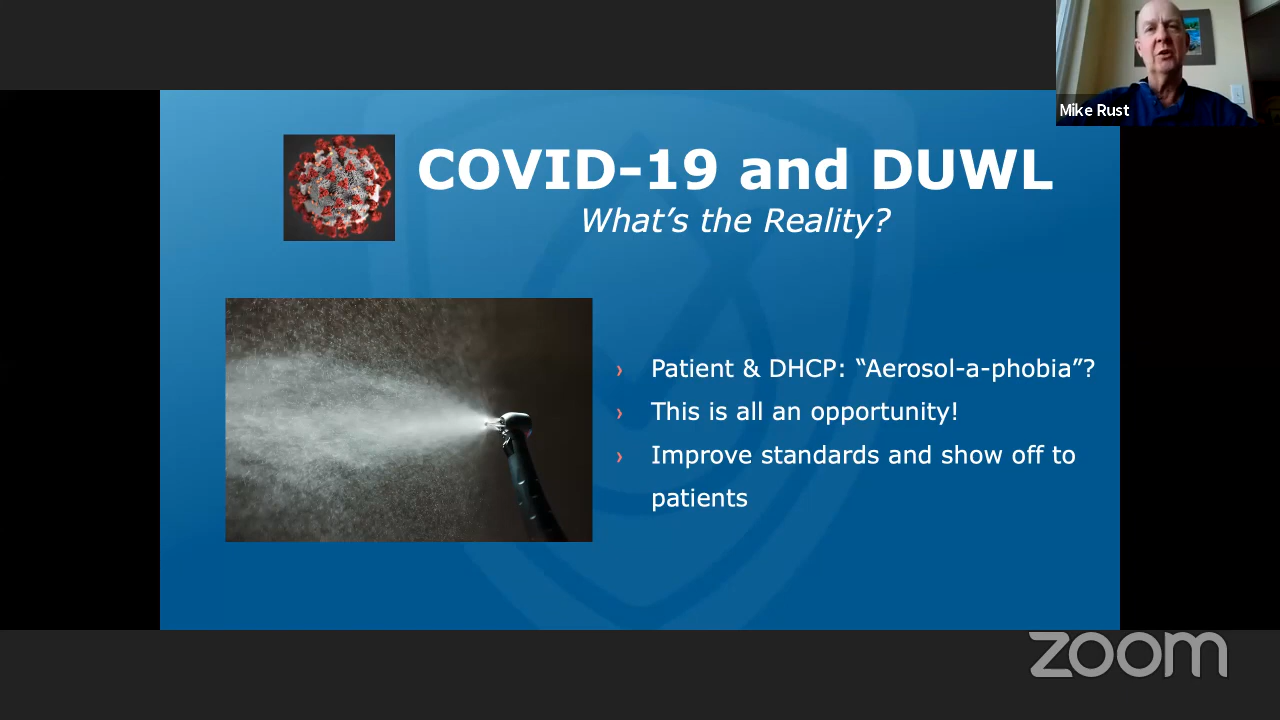 Mike Rust
COVID-19 and DUWL
What's the Reality?
› Patient & DHCP: “Aerosol-a-phobia”?
› This is all an opportunity!
› Improve standards and show off to
patients
zoom